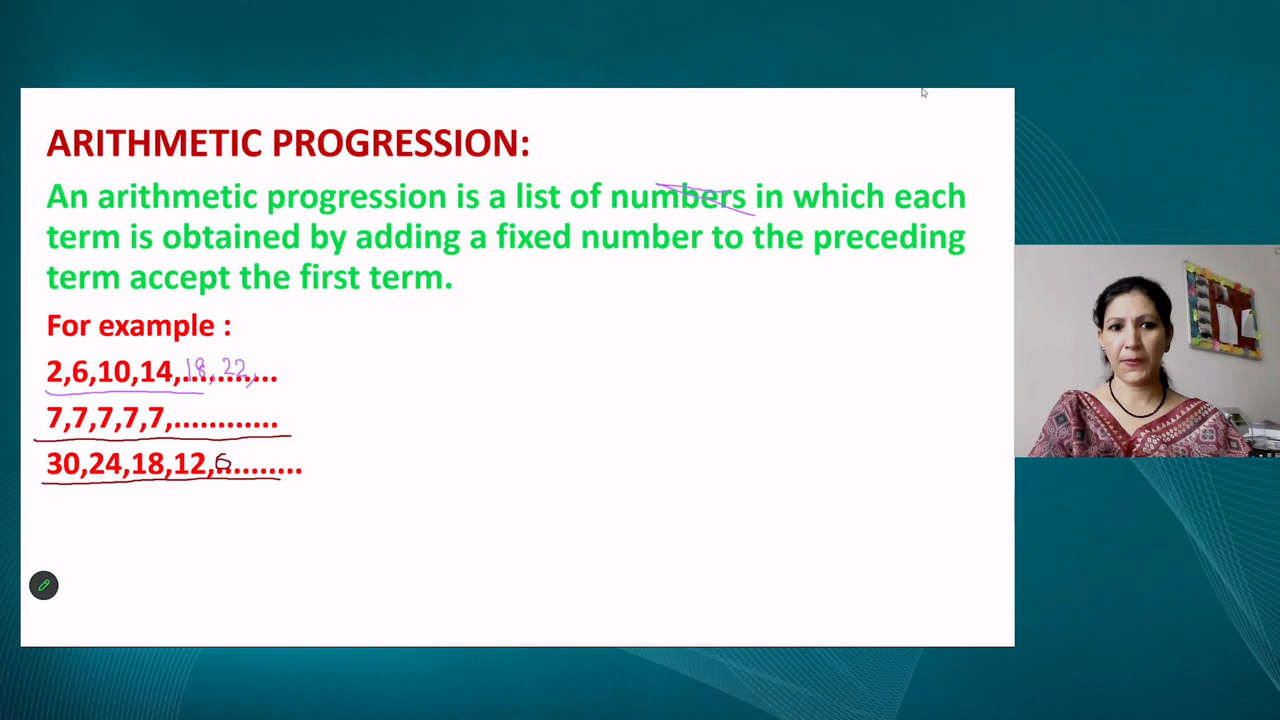 ARITHMETIC PROGRESSION:
An arithmetic progression is a list of numbers in which each
term is obtained by adding a fixed number to the preceding
term accept the first term.
For example :
2,6,10,14,........... 18, 22,
7,7,7,7,7,............
30,24,18,12,.......... 6